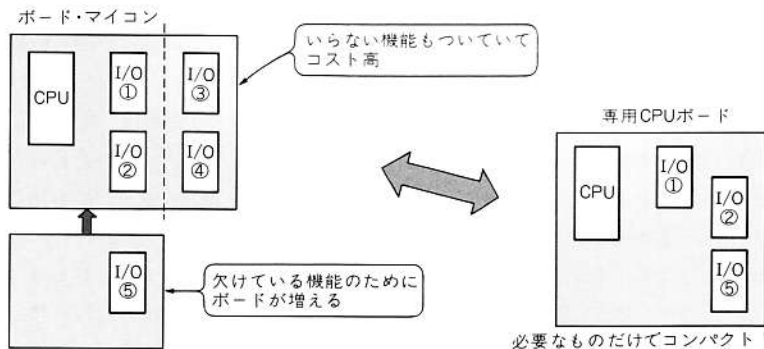 ボード・マイコン
CPU
I/O
①
I/O
②
I/O
③
I/O
④
いらない機能もついていて
コスト高
I/O
⑤
欠けている機能のために
ボードが増える
専用CPUボード
CPU
I/O
①
I/O
②
I/O
⑤
必要なものだけでコンパクト